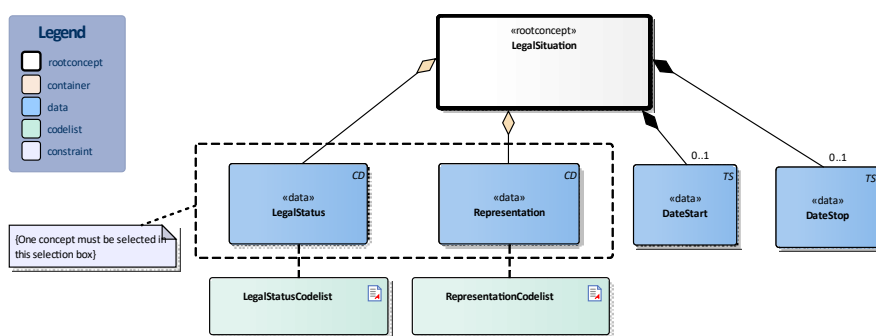 Legend
rootconcept
container
data
codelist
constraint
«rootconcept»
LegalSituation
0..1
0..1
CD
«data»
LegalStatus
CD
«data»
Representation
TS
«data»
DateStart
TS
«data»
DateStop
{One concept must be selected in
this selection box}
LegalStatusCodelist
RepresentationCodelist